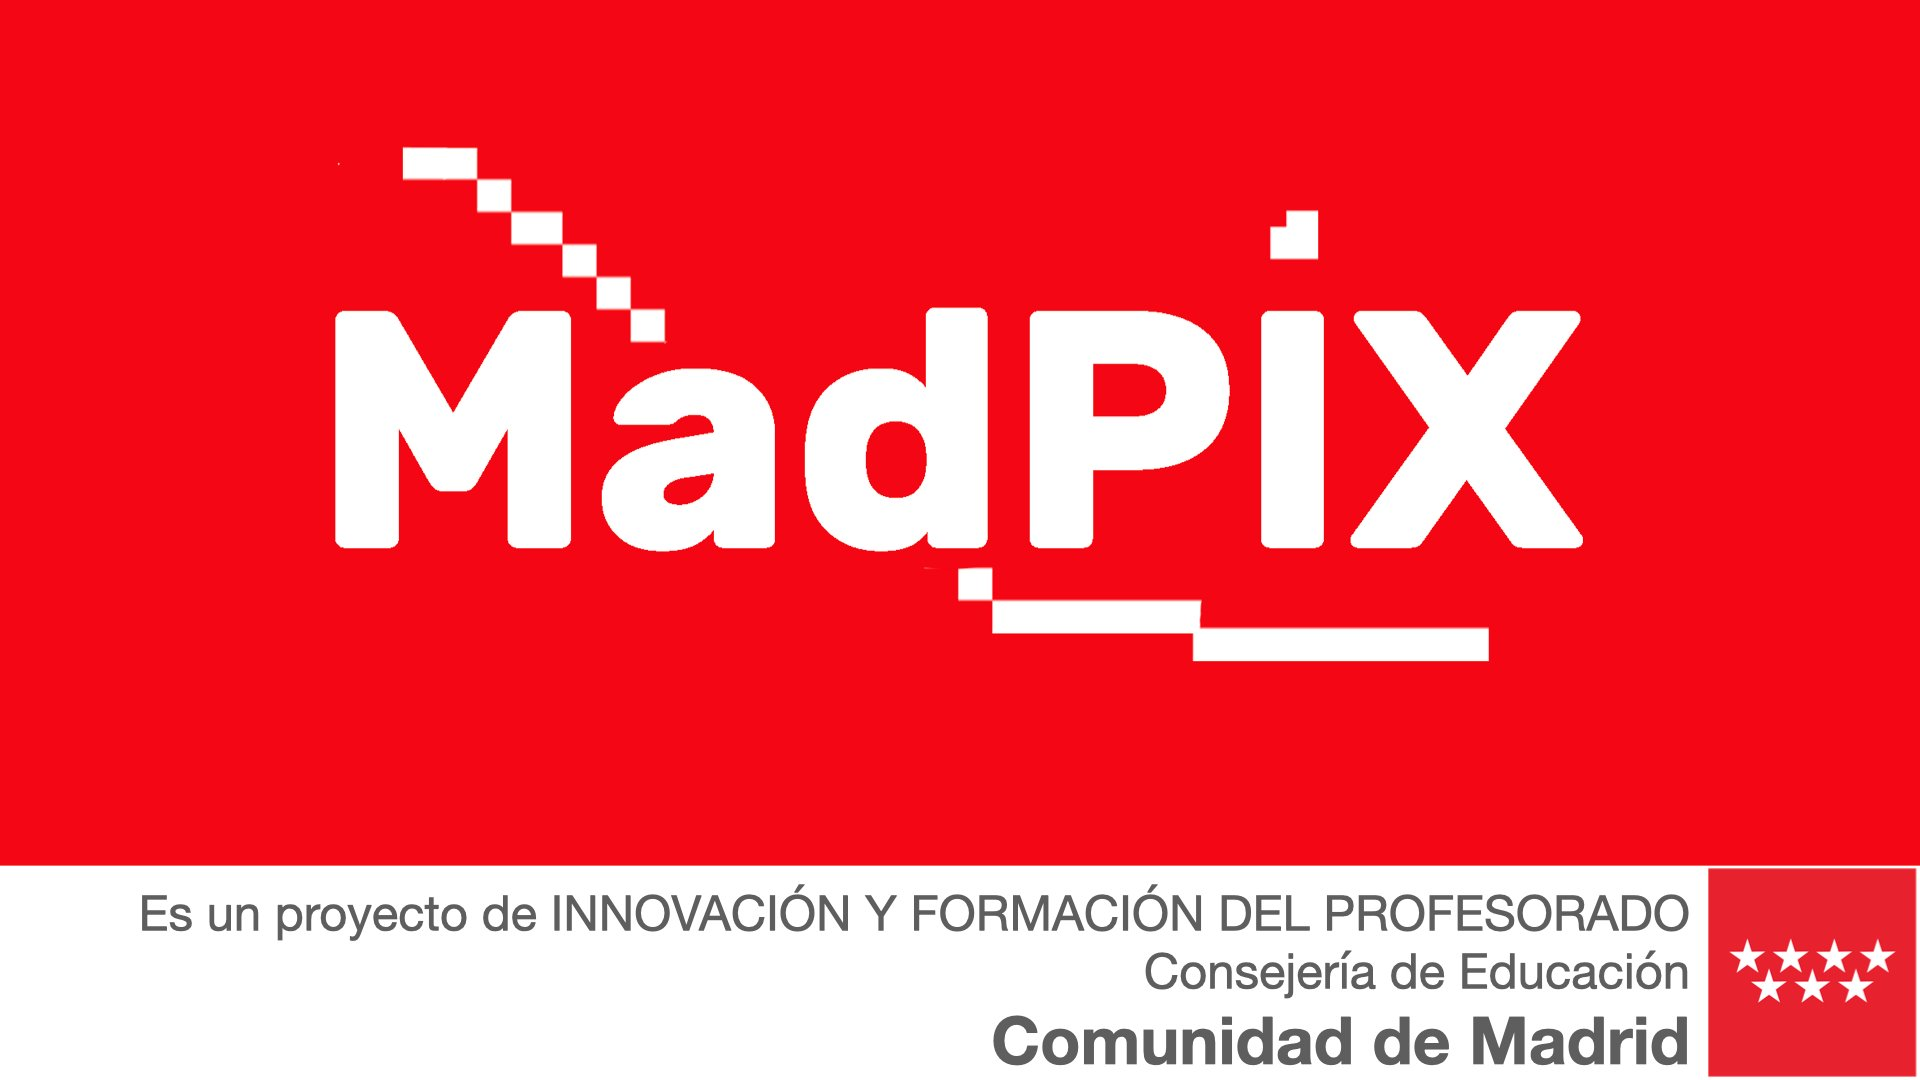 MadPiX
Es un proyecto de INNOVACIÓN Y FORMACIÓN DEL PROFESORADO
Consejería de Educación
Comunidad de Madrid